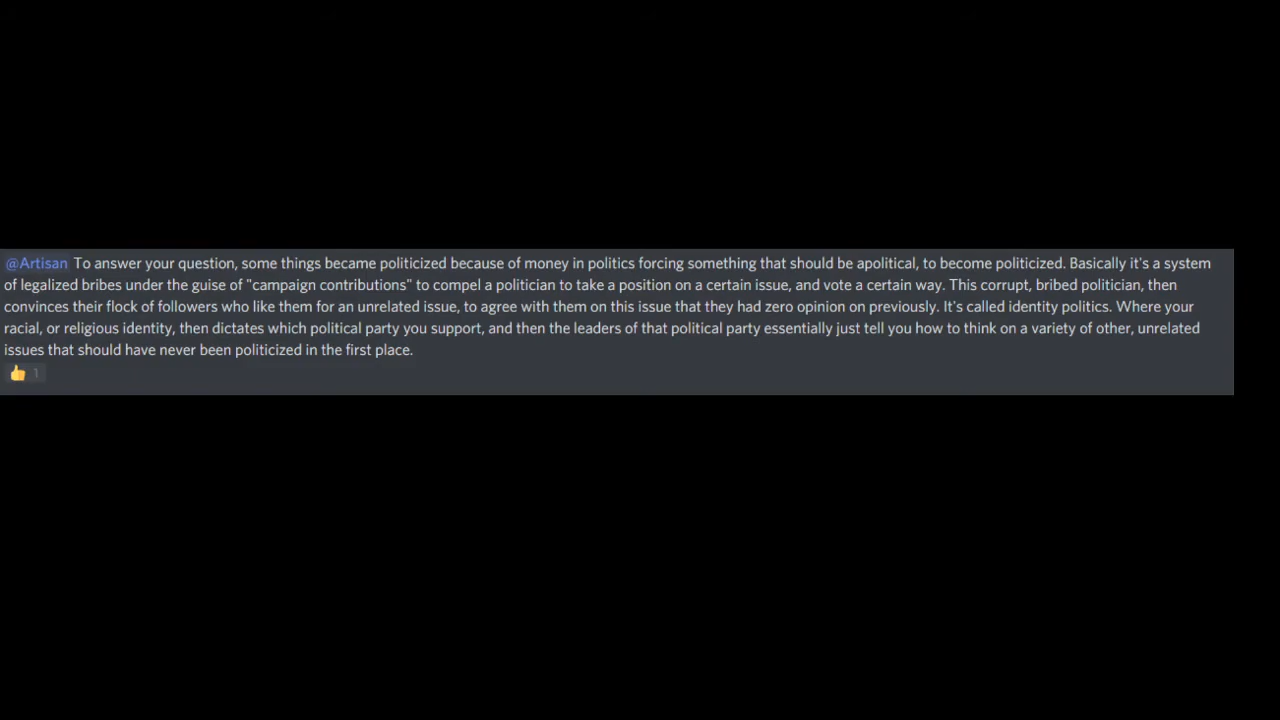 @Artisan To answer your question, some things became politicized because of money in politics forcing something that should be apolitical, to become politicized. Basically it's a system
of legalized bribes under the guise of "campaign contributions" to compel a politician to take a position on a certain issue, and vote a certain way. This corrupt, bribed politician, then
convinces their flock of followers who like them for an unrelated issue, to agree with them on this issue that they had zero opinion on previously. It's called identity politics. Where your
racial, or religious identity, then dictates which political party you support, and then the leaders of that political party essentially just tell you how to think on a variety of other, unrelated
issues that should have never been politicized in the first place.
👍 1